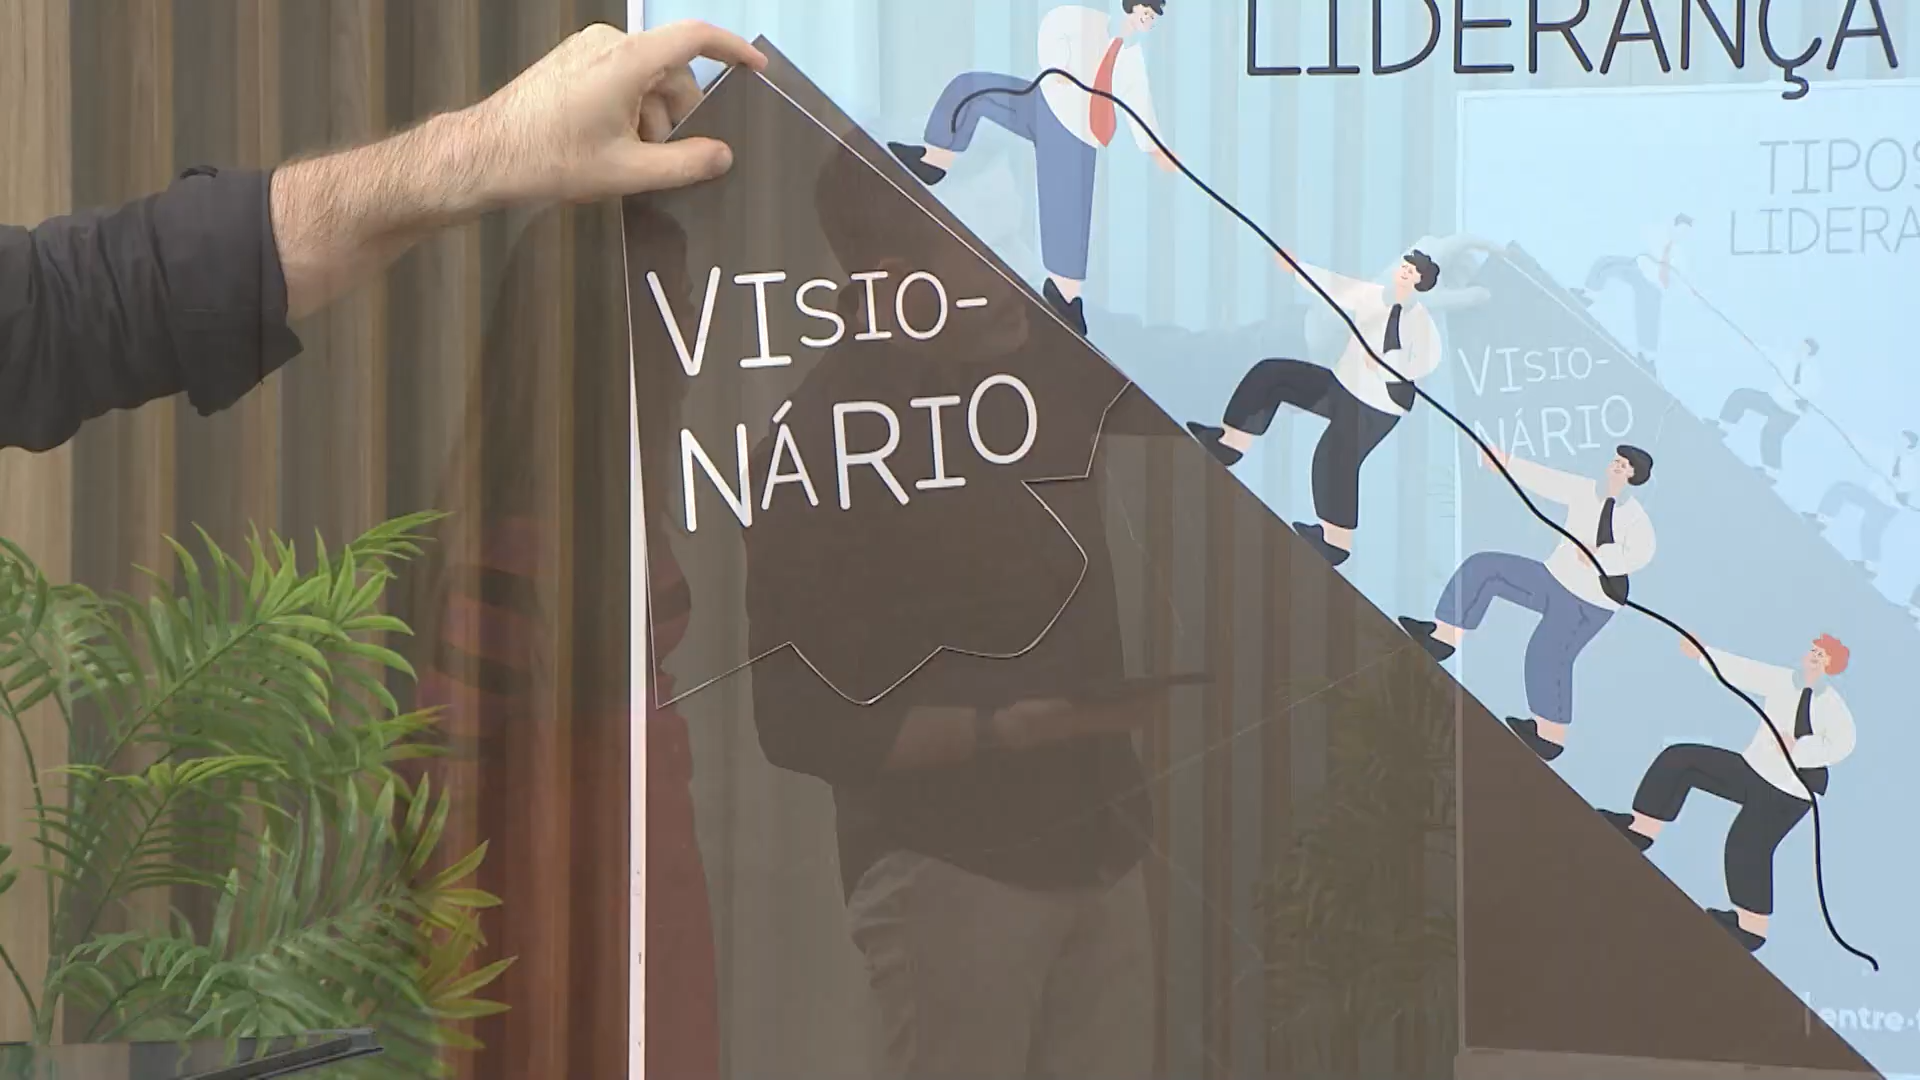 LIDERANÇA
TIPOS
LIDERA
VISIO-
NÁRIO
VISIO-
NÁRIO
entre